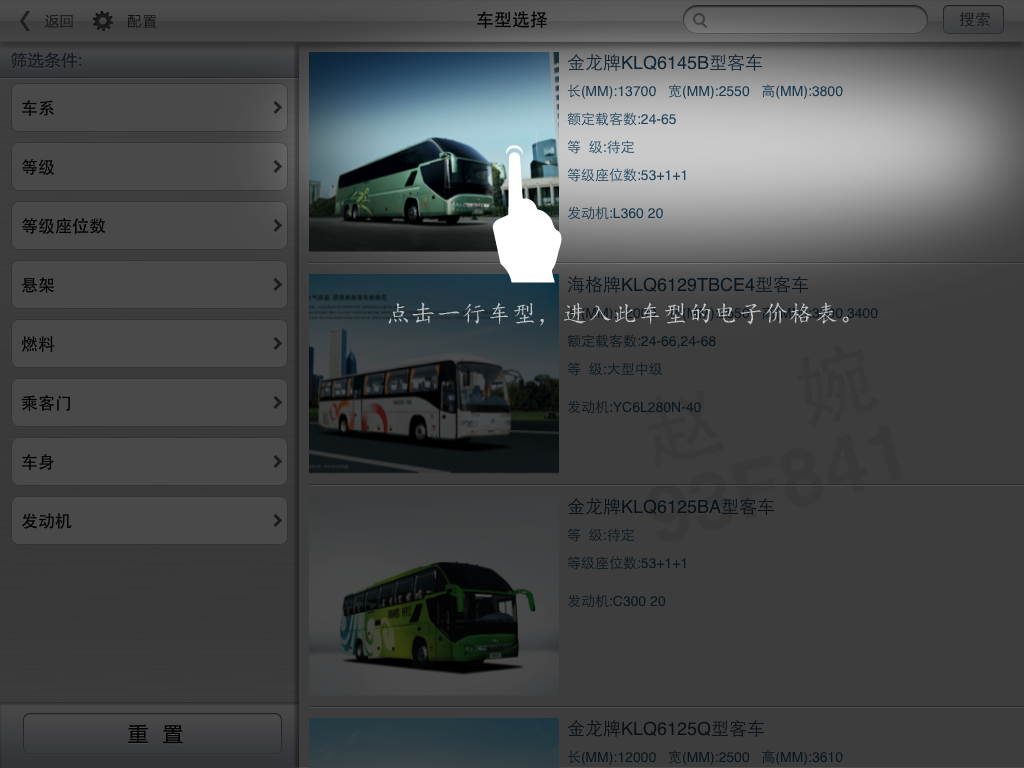 返回 配置 车型选择 搜索
筛选条件:
车系
等级
等级座位数
悬架
燃料
乘客门
车身
发动机
重 置
金龙牌KLQ6145B型客车
长(MM):13700 宽(MM):2550 高(MM):3800
额定载客数:24-65
等 级:待定
等级座位数:53+1+1
发动机:L360 20
海格牌KLQ6129TBCE4型客车
点击一行车型，进入此车型的电子价格表。
3400
额定载客数:24-66,24-68
等 级:大型中级
发动机:YC6L280N-40
赵 婉
93F841
金龙牌KLQ6125BA型客车
等 级:待定
等级座位数:53+1+1
发动机:C300 20
金龙牌KLQ6125Q型客车
长(MM):12000 宽(MM):2500 高(MM):3610